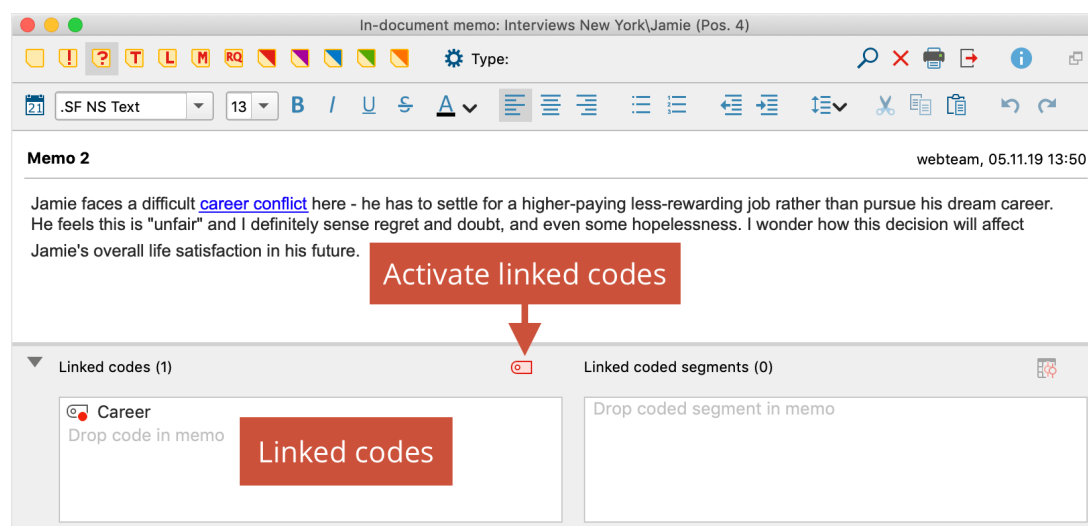 In-document memo: Interviews New York\Jamie (Pos. 4)
! ? T L M RQ Type: i
21 .SF NS Text 13 B I U S A
Memo 2 webteam, 05.11.19 13:50
Jamie faces a difficult career conflict here - he has to settle for a higher-paying less-rewarding job rather than pursue his dream career.
He feels this is "unfair" and I definitely sense regret and doubt, and even some hopelessness. I wonder how this decision will affect
Jamie's overall life satisfaction in his future.
Activate linked codes
Linked codes (1) Linked coded segments (0)
Career Drop coded segment in memo
Drop code in memo
Linked codes